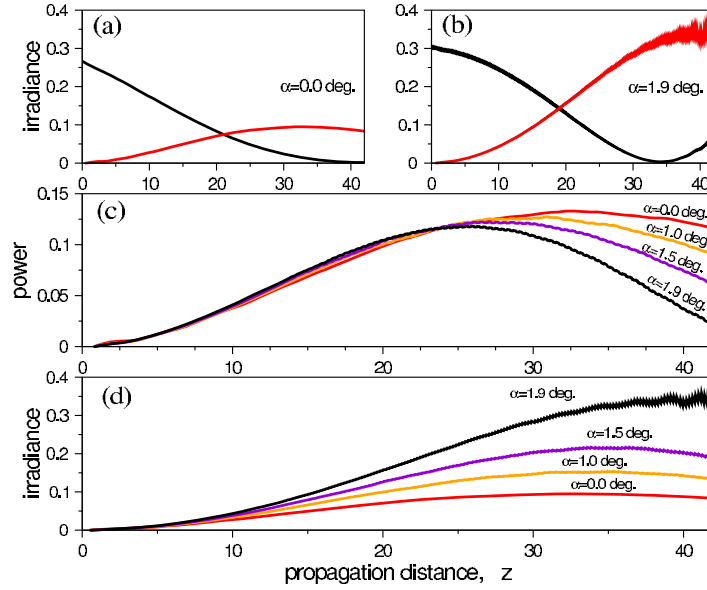 (a)
α=0.0 deg.
irradiance
0.4
0.3
0.2
0.1
0
0 10 20 30 40
(b)
α=1.9 deg.
0.4
0.3
0.2
0.1
0
0 10 20 30 40
(c)
power
0.15
0.1
0.05
0
α=0.0 deg.
α=1.0 deg.
α=1.5 deg.
α=1.9 deg.
0 10 20 30 40
(d)
irradiance
0.4
0.3
0.2
0.1
0
α=1.9 deg.
α=1.5 deg.
α=1.0 deg.
α=0.0 deg.
0 10 20 30 40
propagation distance, z